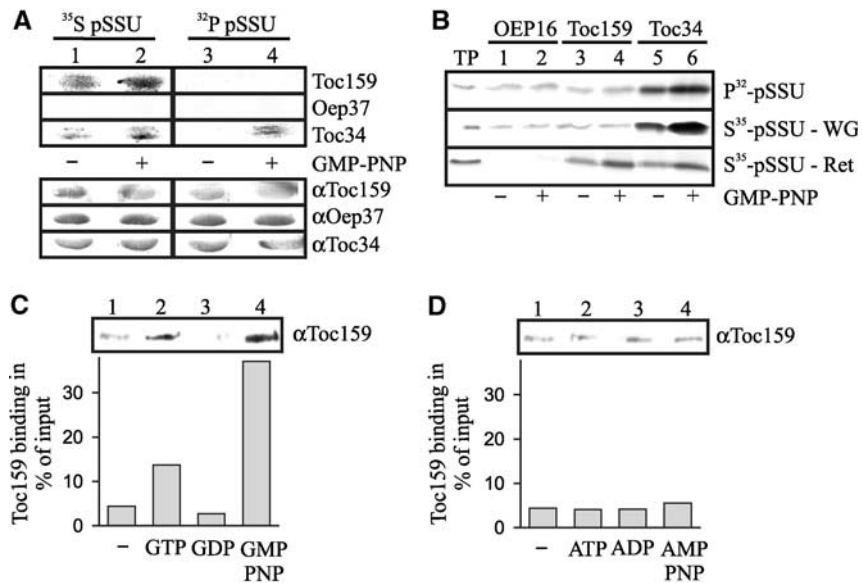 A
³⁵S pSSU ³²P pSSU
1 2 3 4
Toc159
Oep37
Toc34
− + − + GMP-PNP
αToc159
αOep37
αToc34
B
OEP16 Toc159 Toc34
TP 1 2 3 4 5 6
P³²-pSSU
S³⁵-pSSU - WG
S³⁵-pSSU - Ret
− + − + − +
GMP-PNP
C
1 2 3 4
αToc159
Toc159 binding in
% of input
30
20
10
0
− GTP GDP GMP
PNP
D
1 2 3 4
αToc159
Toc159 binding in
% of input
30
20
10
0
− ATP ADP AMP
PNP